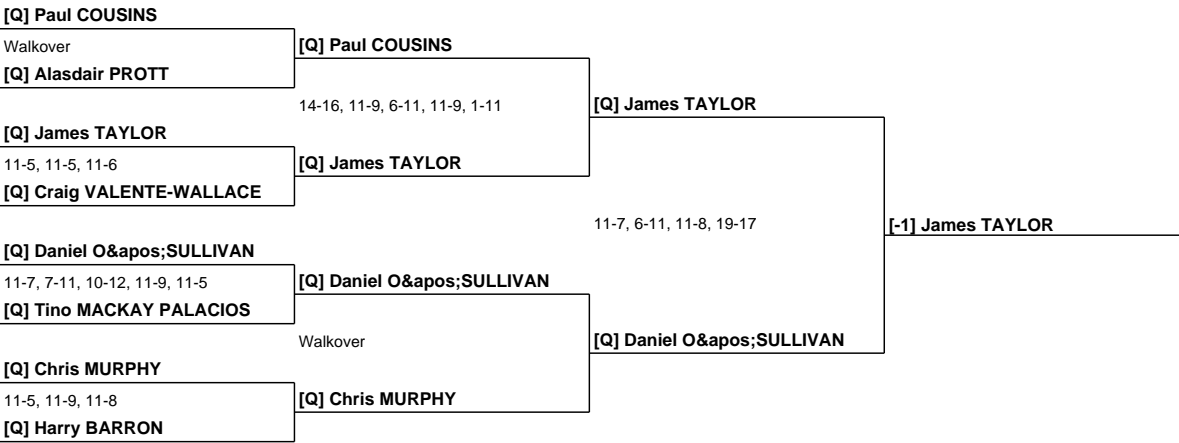 [Q] Paul COUSINS
Walkover
[Q] Alasdair PROTT
[Q] James TAYLOR
11-5, 11-5, 11-6
[Q] Craig VALENTE-WALLACE
[Q] Daniel O&apos;SULLIVAN
11-7, 7-11, 10-12, 11-9, 11-5
[Q] Tino MACKAY PALACIOS
[Q] Chris MURPHY
11-5, 11-9, 11-8
[Q] Harry BARRON
[Q] Paul COUSINS
14-16, 11-9, 6-11, 11-9, 1-11
[Q] James TAYLOR
[Q] Daniel O&apos;SULLIVAN
Walkover
[Q] Chris MURPHY
[Q] James TAYLOR
11-7, 6-11, 11-8, 19-17
[Q] Daniel O&apos;SULLIVAN
[-1] James TAYLOR